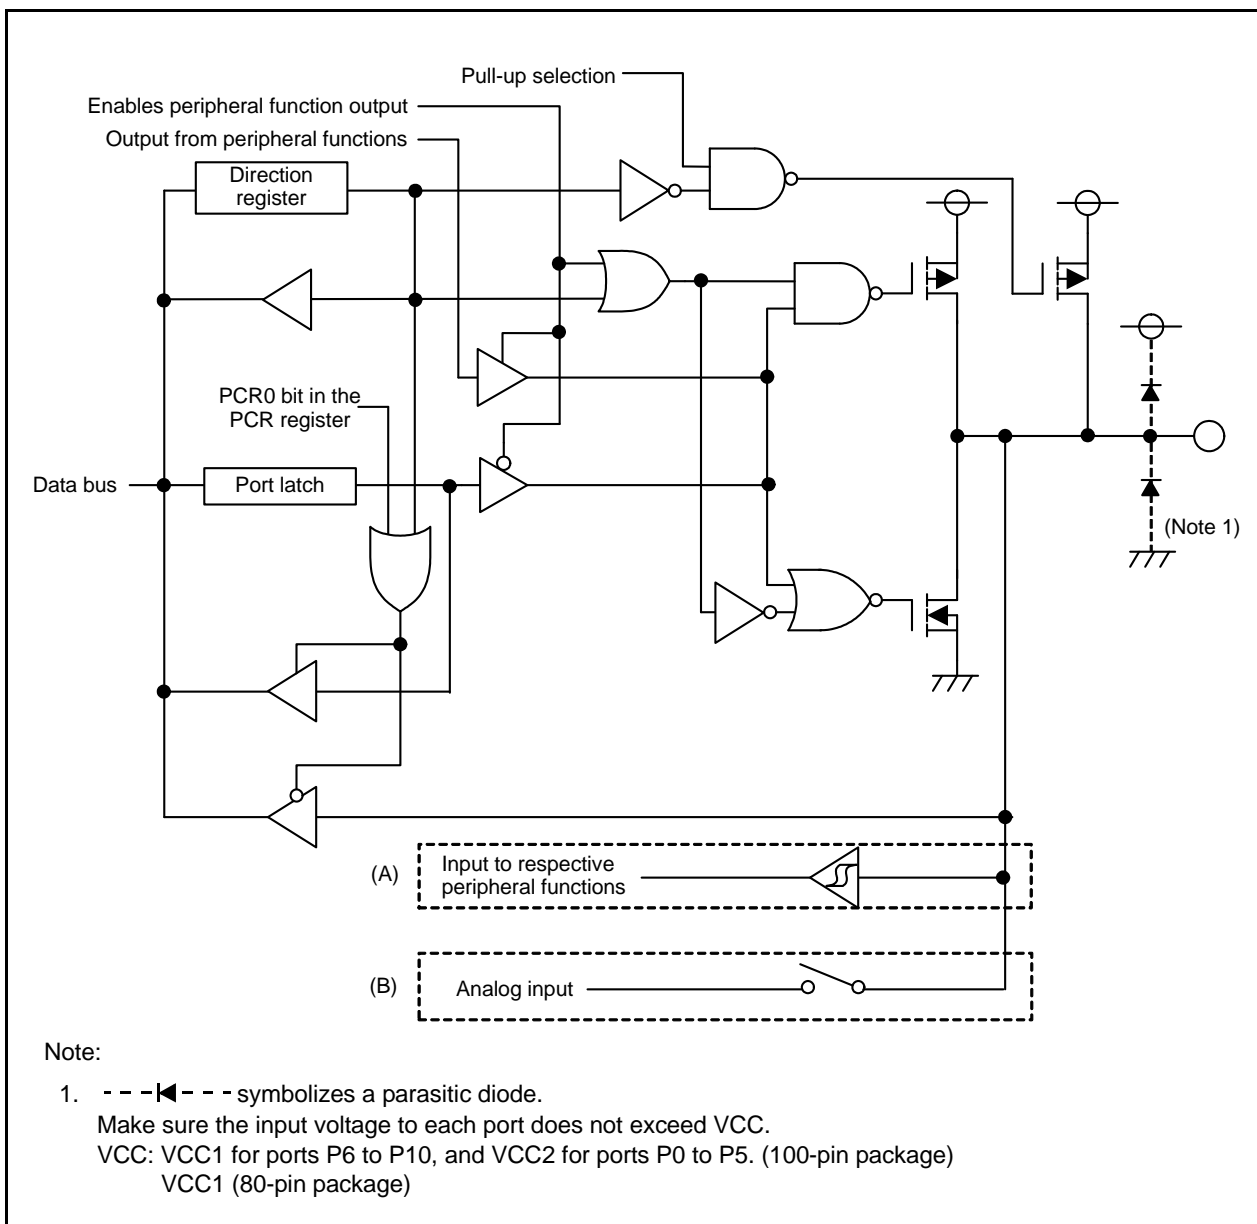 Pull-up selection
Enables peripheral function output
Output from peripheral functions
Direction
register
PCR0 bit in the
PCR register
Data bus
Port latch
(Note 1)
(A)
Input to respective
peripheral functions
(B)
Analog input
Note:
1. symbolizes a parasitic diode.
Make sure the input voltage to each port does not exceed VCC.
VCC: VCC1 for ports P6 to P10, and VCC2 for ports P0 to P5. (100-pin package)
VCC1 (80-pin package)